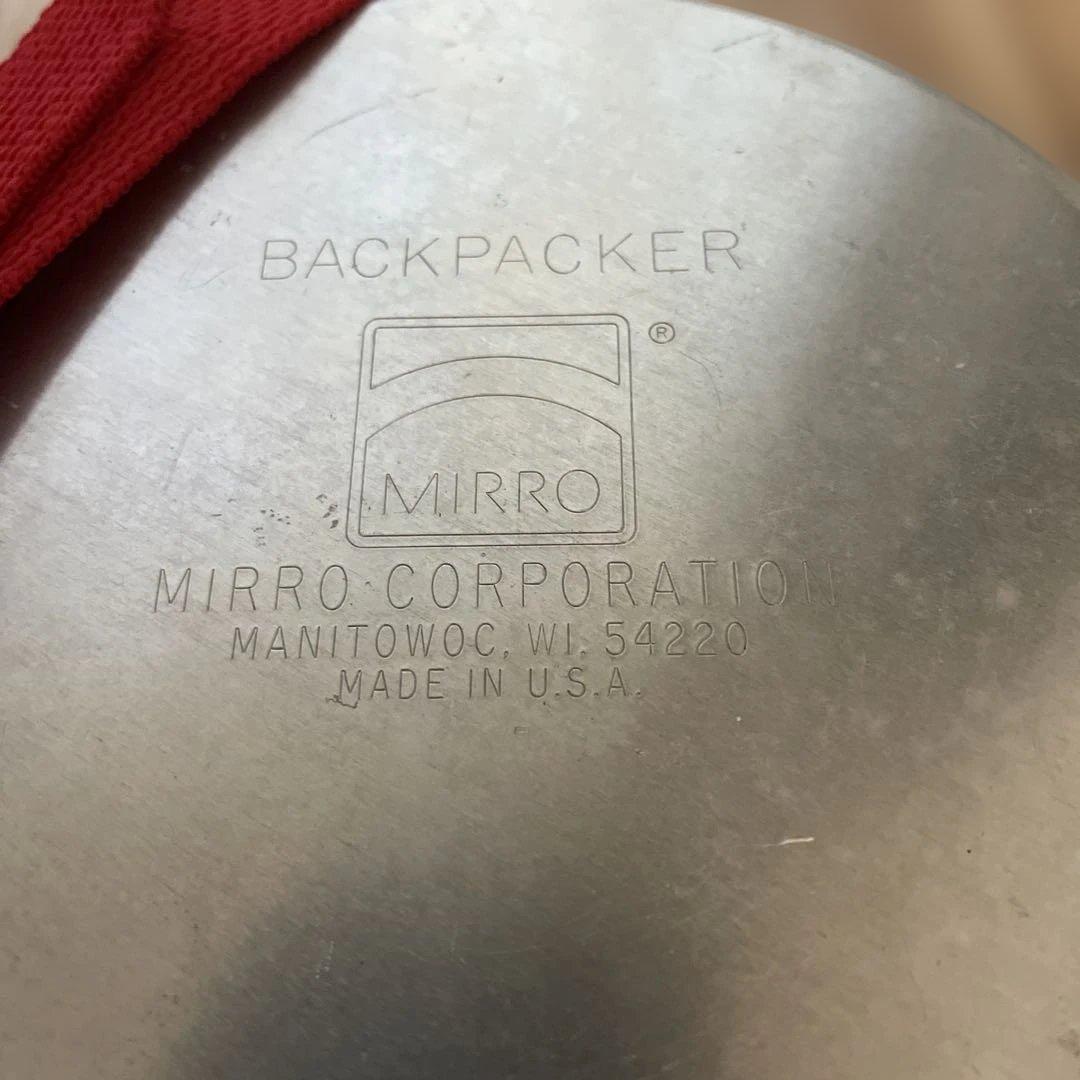 BACKPACKER
®
MIRRO
MIRRO CORPORATION
MANITOWOC, WI. 54220
MADE IN U.S.A.